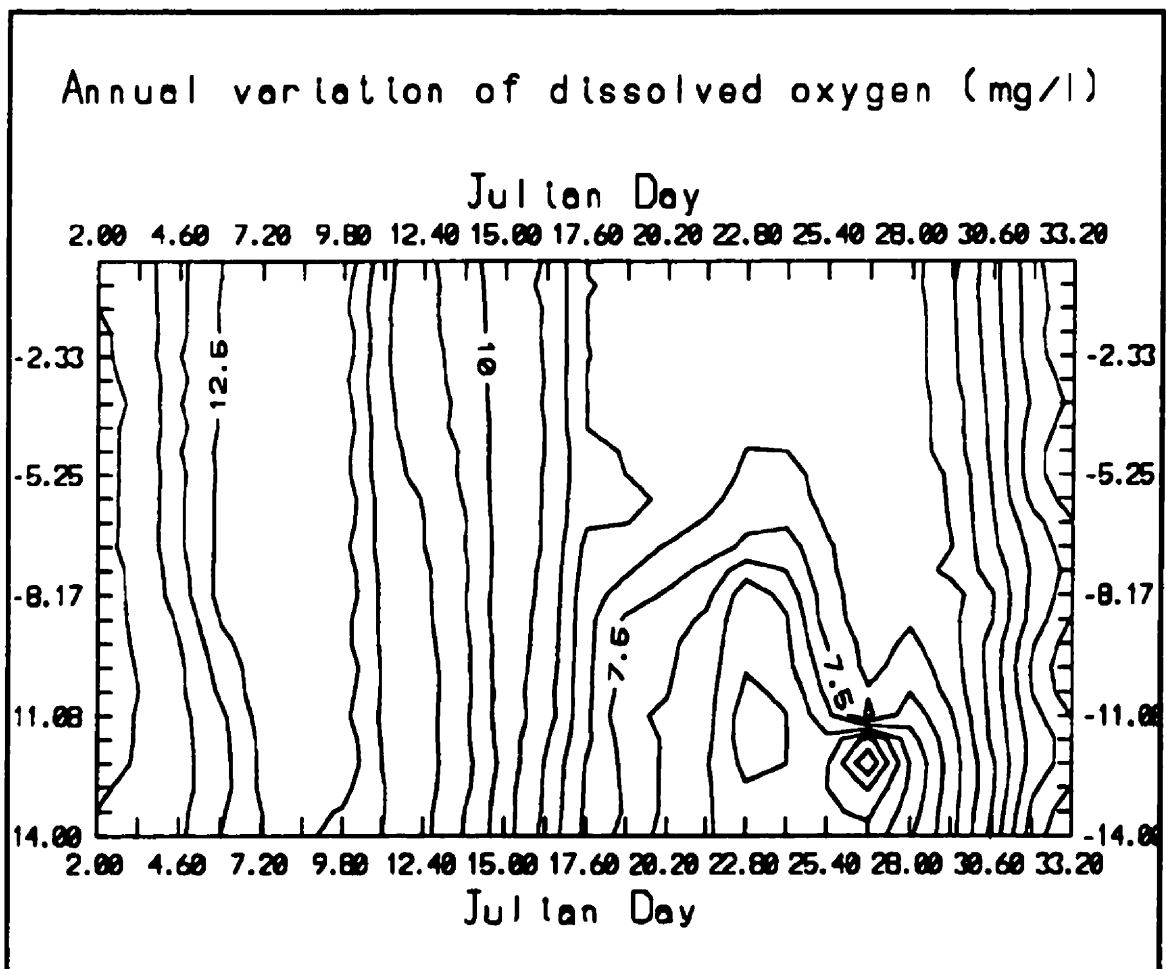 Annual variation of dissolved oxygen (mg/l)
Julian Day
2.00 4.60 7.20 9.80 12.40 15.00 17.60 20.20 22.80 25.40 28.00 30.60 33.20
-2.33 -2.33
12.5
10
-5.25 -5.25
-8.17 -8.17
7.5
7.5
11.08 -11.08
14.00 -14.00
2.00 4.60 7.20 9.80 12.40 15.00 17.60 20.20 22.80 25.40 28.00 30.60 33.20
Julian Day